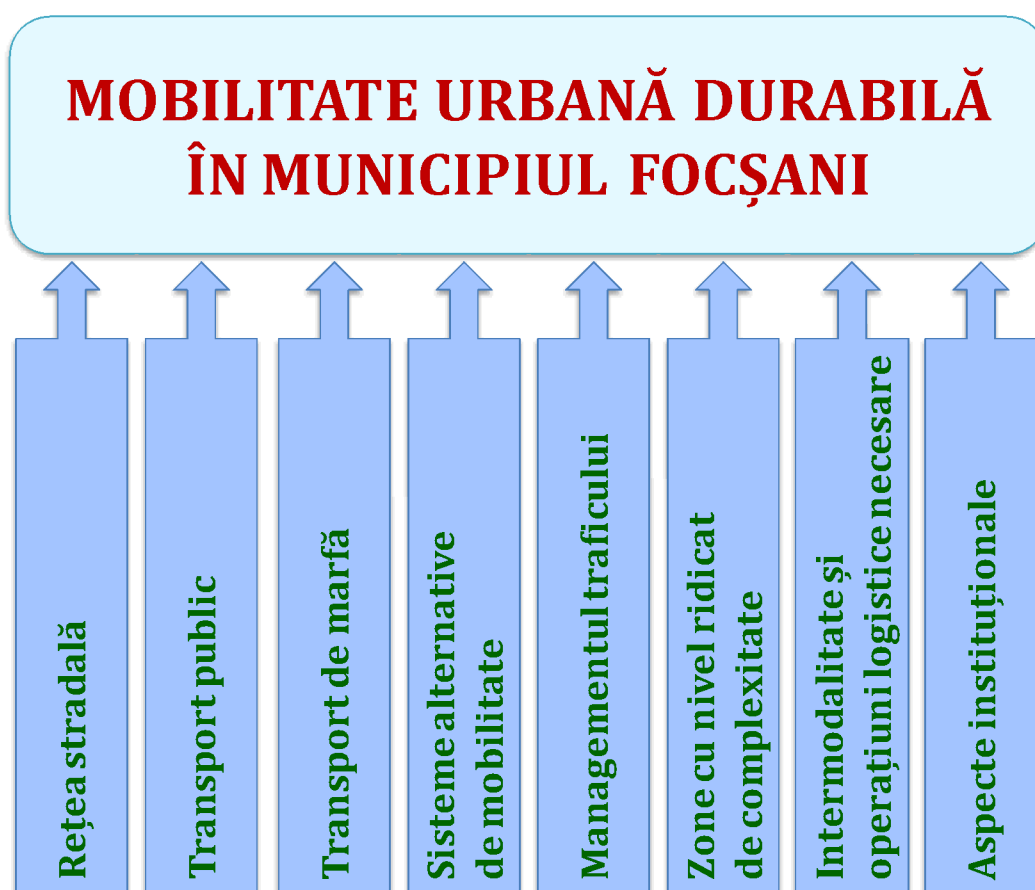 MOBILITATE URBANĂ DURABILĂ
ÎN MUNICIPIUL FOCȘANI
Rețea stradală
Transport public
Transport de marfă
Sisteme alternative
de mobilitate
Managementul traficului
Zone cu nivel ridicat
de complexitate
Intermodalitate și
operațiuni logistice necesare
Aspecte instituționale